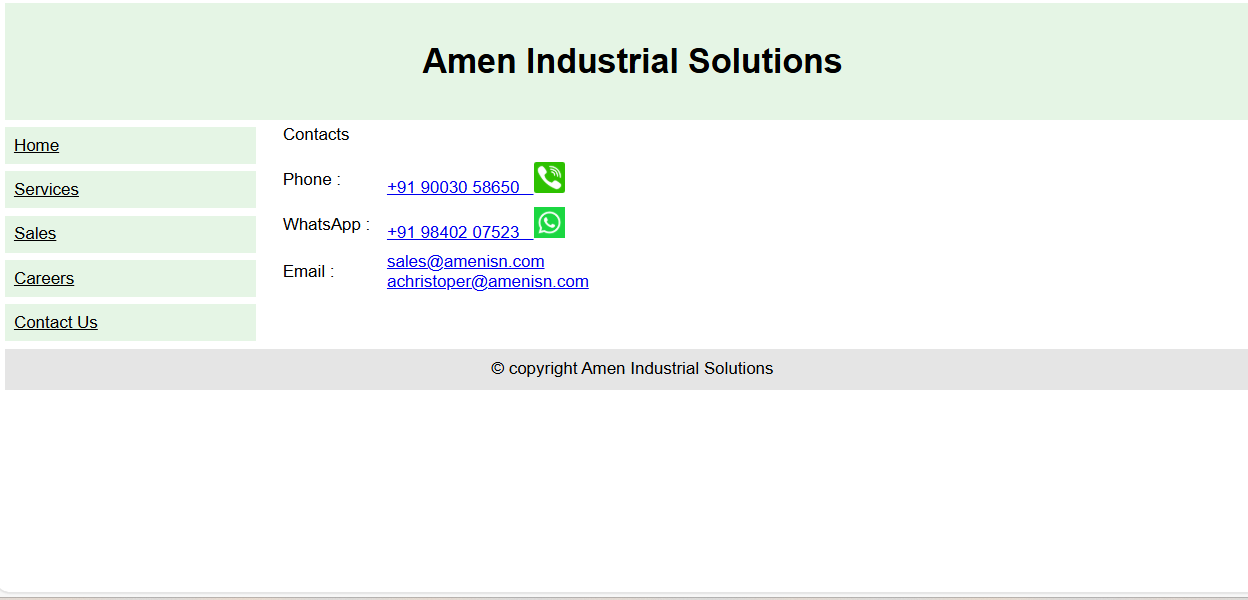 Amen Industrial Solutions
Home
Services
Sales
Careers
Contact Us
Contacts
Phone : +91 90030 58650
WhatsApp : +91 98402 07523
Email : sales@amenisn.com
achristoper@amenisn.com
© copyright Amen Industrial Solutions